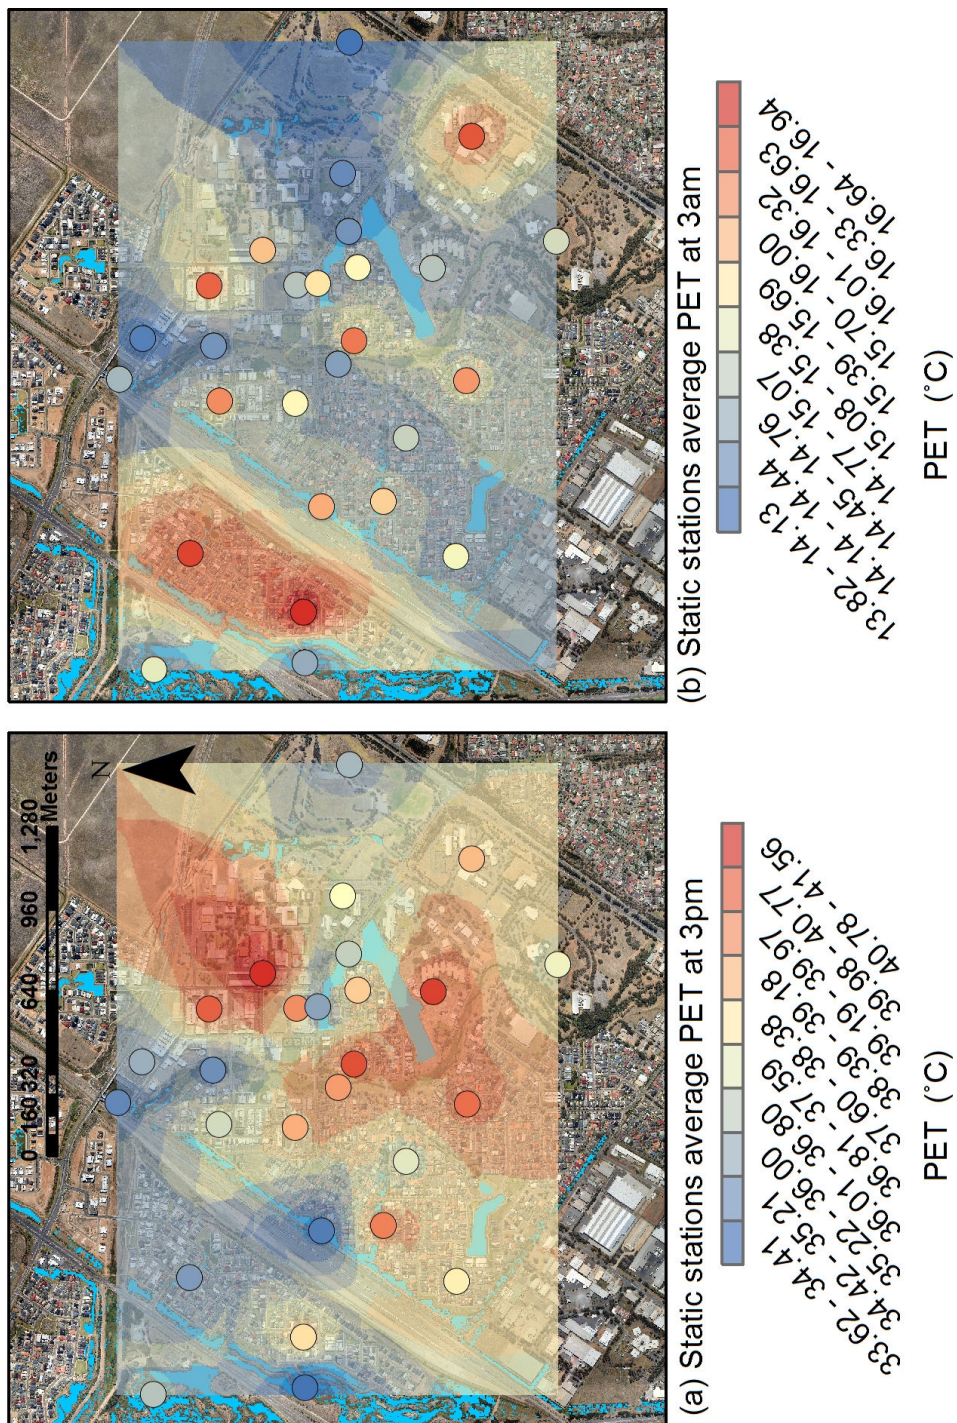 N
0 160 320 640 960 1,280
Meters
(a) Static stations average PET at 3pm
33.62 - 34.41
34.42 - 35.21
35.22 - 36.00
36.01 - 36.80
36.81 - 37.59
37.60 - 38.38
38.39 - 39.18
39.19 - 39.97
39.98 - 40.77
40.78 - 41.56
PET (˚C)
(b) Static stations average PET at 3am
13.82 - 14.13
14.14 - 14.44
14.45 - 14.76
14.77 - 15.07
15.08 - 15.38
15.39 - 15.69
15.70 - 16.00
16.01 - 16.32
16.33 - 16.63
16.64 - 16.94
PET (˚C)